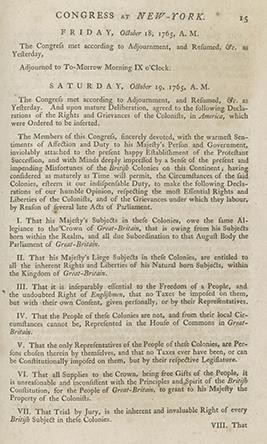 CONGRESS AT NEW-YORK. 15
FRIDAY, October 18, 1765, A. M.
The Congress met according to Adjournment, and Resumed, &c. as
Yesterday,
Adjourned to To-Morrow Morning IX o'Clock.
SATURDAY, October 19, 1765, A. M.
The Congress met according to Adjournment, and Resumed, &c. as
Yesterday. And upon mature Deliberation, agreed to the following Decla-
rations of the Rights and Grievances of the Colonists, in America, which
were Ordered to be inserted.
The Members of this Congress, sincerely devoted, with the warmest Sen-
timents of Affection and Duty to his Majesty's Person and Government,
inviolably attached to the present happy Establishment of the Protestant
Succession, and with Minds deeply impressed by a Sense of the present and
impending Misfortunes of the British Colonies on this Continent; having
considered as maturely as Time will permit, the Circumstances of the said
Colonies, esteem it our indispensible Duty, to make the following Decla-
rations of our humble Opinion, respecting the most Essential Rights and
Liberties of the Colonists, and of the Grievances under which they labour,
by Reason of several late Acts of Parliament.
I. That his Majesty's Subjects in these Colonies, owe the same Al-
legiance to the Crown of Great-Britain, that is owing from his Subjects
born within the Realm, and all due Subordination to that August Body the
Parliament of Great-Britain.
II. That his Majesty's Liege Subjects in these Colonies, are entitled to
all the inherent Rights and Liberties of his Natural born Subjects, within
the Kingdom of Great-Britain.
III. That it is inseparably essential to the Freedom of a People, and
the undoubted Right of Englishmen, that no Taxes be imposed on them,
but with their own Consent, given personally, or by their Representatives.
IV. That the People of these Colonies are not, and from their local Cir-
cumstances cannot be, Represented in the House of Commons in Great-
Britain.
V. That the only Representatives of the People of these Colonies, are Per-
sons chosen therein by themselves, and that no Taxes ever have been, or can
be Constitutionally imposed on them, but by their respective Legislature.
VI. That all Supplies to the Crown, being free Gifts of the People, it
is unreasonable and inconsistent with the Principles and Spirit of the British
Constitution, for the People of Great-Britain, to grant to his Majesty the
Property of the Colonists.
VII. That Trial by Jury, is the inherent and invaluable Right of every
British Subject in these Colonies.
VIII. That